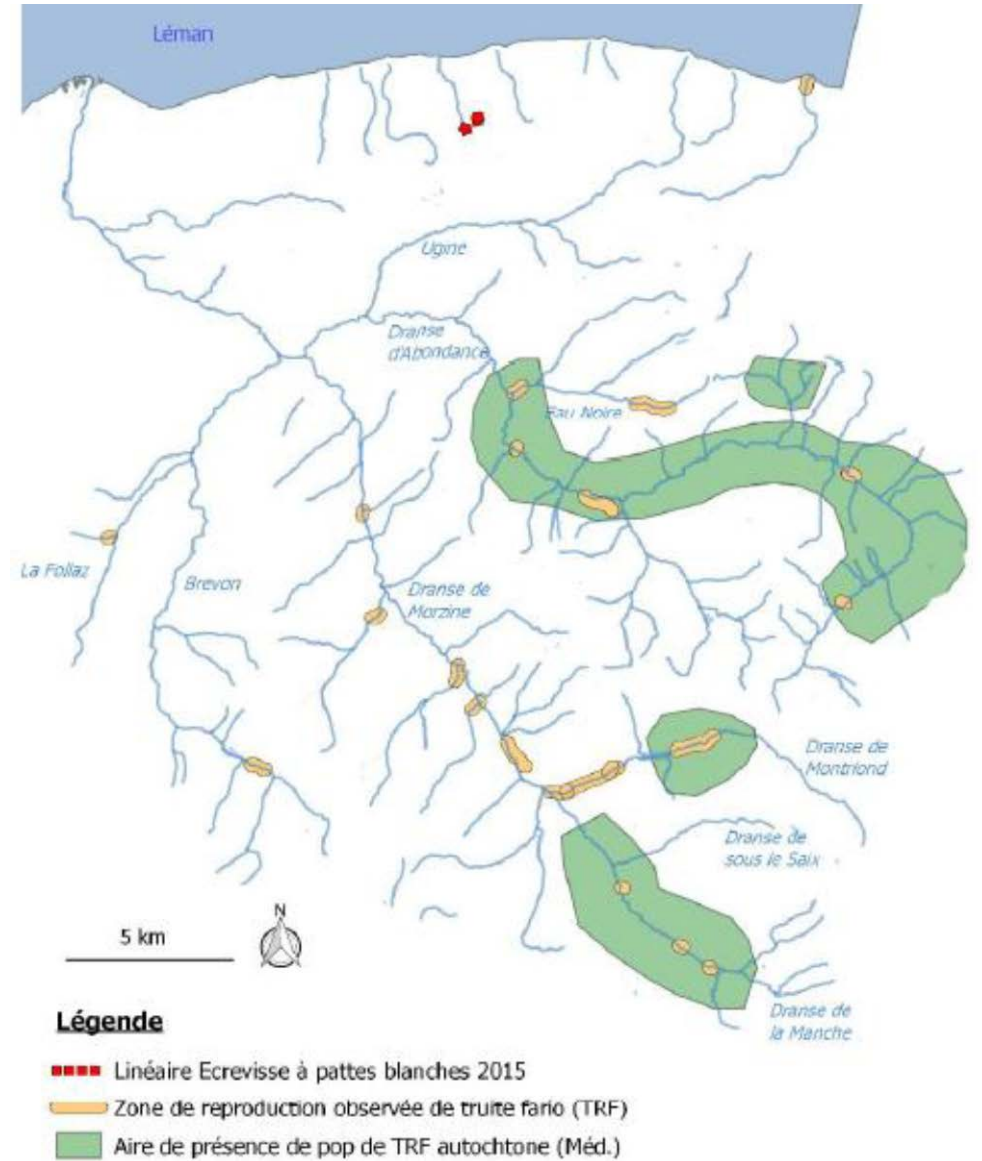 Léman
Ugine
Dranse
d'Abondance
Eau Noire
La Follaz
Brevon
Dranse de
Morzine
Dranse de
Montriond
Dranse de
sous le Saix
N
5 km
Dranse de
la Manche
Légende
Linéaire Ecrevisse à pattes blanches 2015
Zone de reproduction observée de truite fario (TRF)
Aire de présence de pop de TRF autochtone (Méd.)